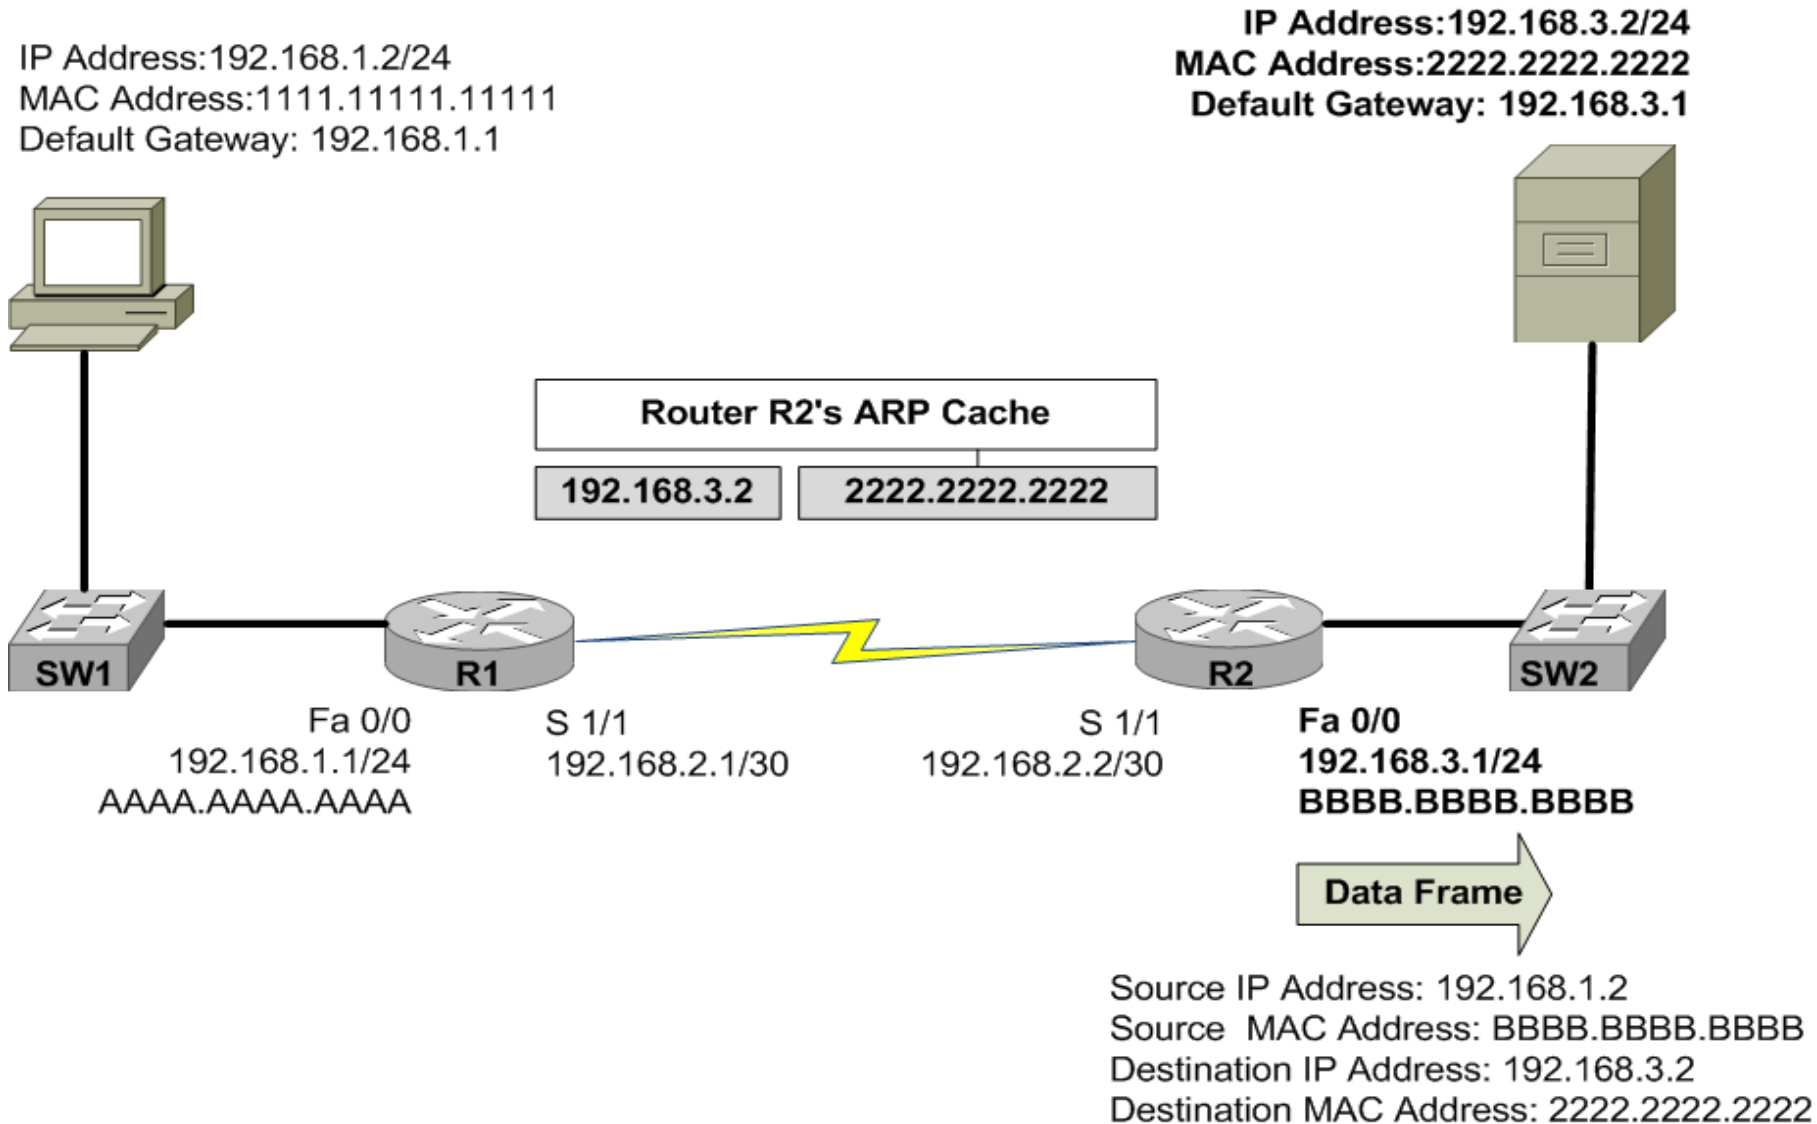 IP Address:192.168.1.2/24
MAC Address:1111.11111.11111
Default Gateway: 192.168.1.1
IP Address:192.168.3.2/24
MAC Address:2222.2222.2222
Default Gateway: 192.168.3.1
Router R2's ARP Cache
192.168.3.2 2222.2222.2222
SW1
R1
R2
SW2
Fa 0/0
192.168.1.1/24
AAAA.AAAA.AAAA
S 1/1
192.168.2.1/30
S 1/1
192.168.2.2/30
Fa 0/0
192.168.3.1/24
BBBB.BBBB.BBBB
Data Frame
Source IP Address: 192.168.1.2
Source  MAC Address: BBBB.BBBB.BBBB
Destination IP Address: 192.168.3.2
Destination MAC Address: 2222.2222.2222